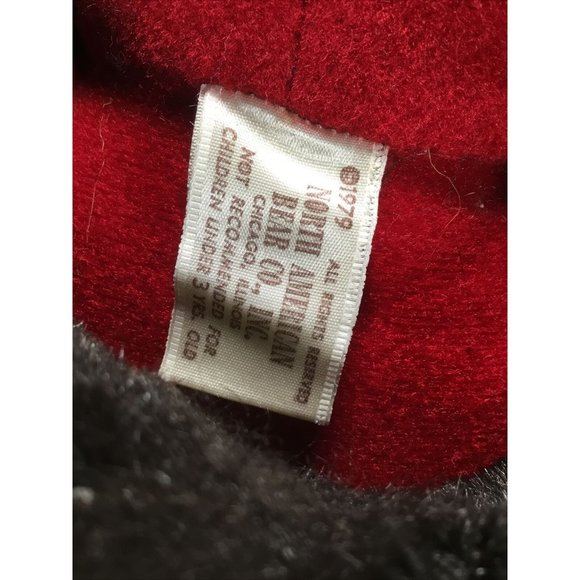 ©1979 ALL RIGHTS RESERVED
NORTH AMERICAN
BEAR CO., INC.
CHICAGO, ILLINOIS
NOT RECOMMENDED FOR
CHILDREN UNDER 3 YRS. OLD